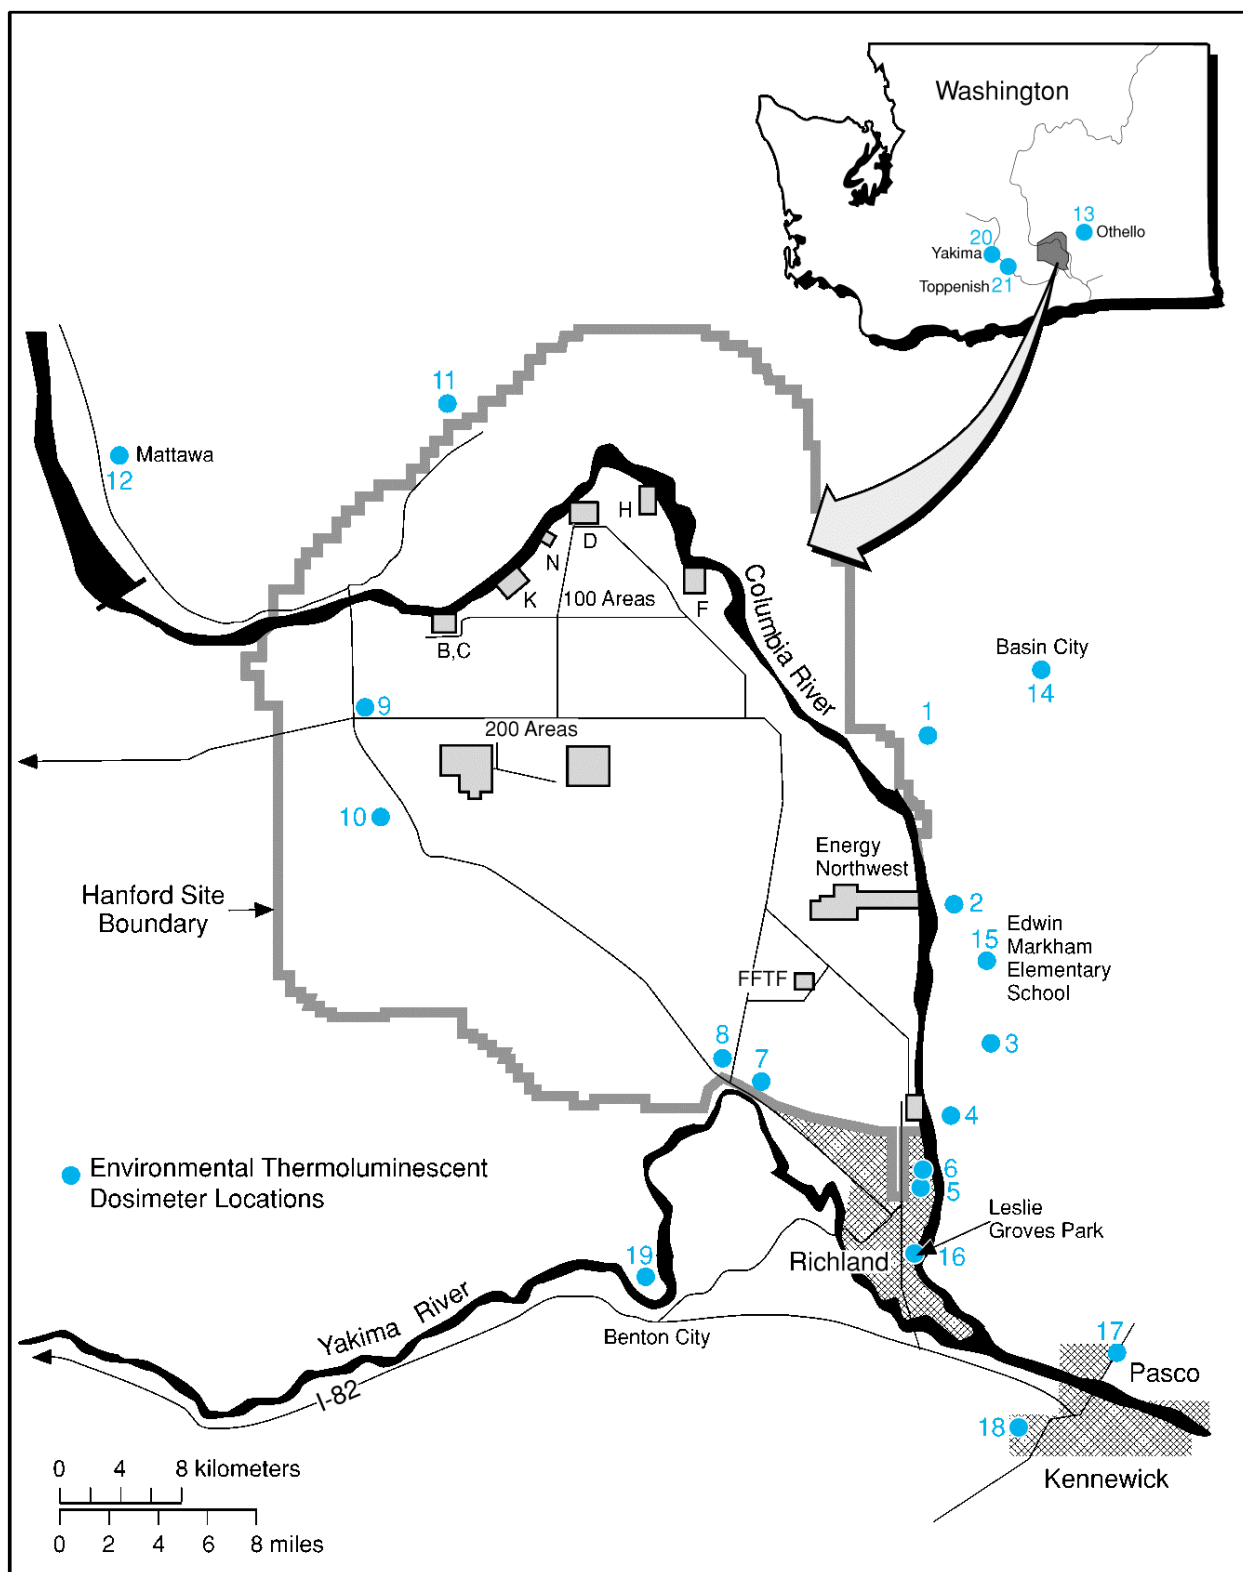 Washington
13
Othello
20
Yakima
Toppenish 21
11
Mattawa
12
H
D
N
K
F
100 Areas
B,C
Columbia River
Basin City
14
1
9
200 Areas
10
Energy
Northwest
Hanford Site
Boundary
2
15
Edwin
Markham
Elementary
School
FFTF
3
8
7
4
6
5
Environmental Thermoluminescent
Dosimeter Locations
Leslie
Groves Park
16
Richland
19
Yakima River
Benton City
I-82
17
Pasco
18
Kennewick
0 4 8 kilometers
0 2 4 6 8 miles